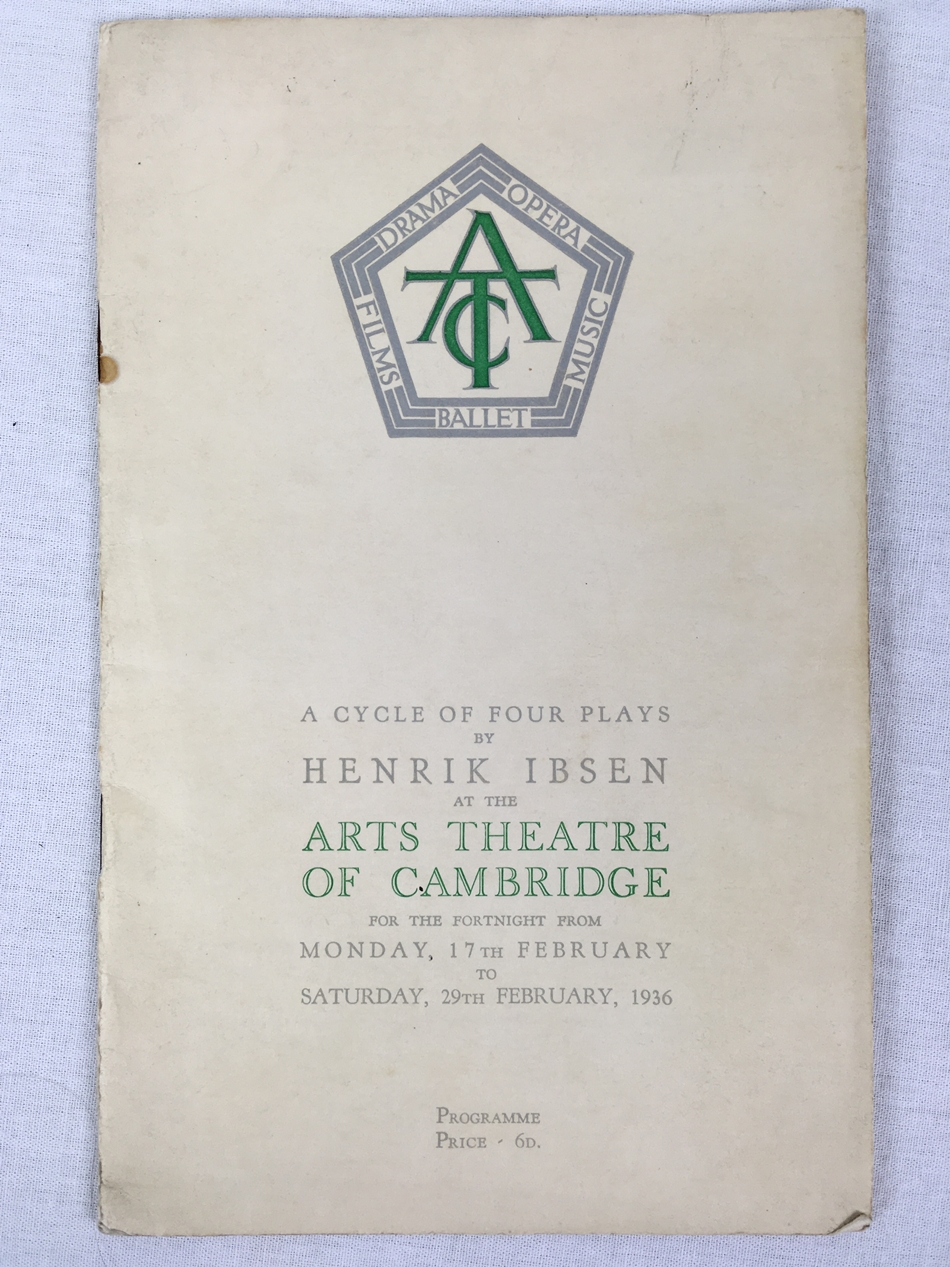 DRAMA
OPERA
FILMS
MUSIC
BALLET
ATC
A CYCLE OF FOUR PLAYS
BY
HENRIK IBSEN
AT THE
ARTS THEATRE
OF CAMBRIDGE
FOR THE FORTNIGHT FROM
MONDAY, 17TH FEBRUARY
TO
SATURDAY, 29TH FEBRUARY, 1936
PROGRAMME
PRICE - 6D.